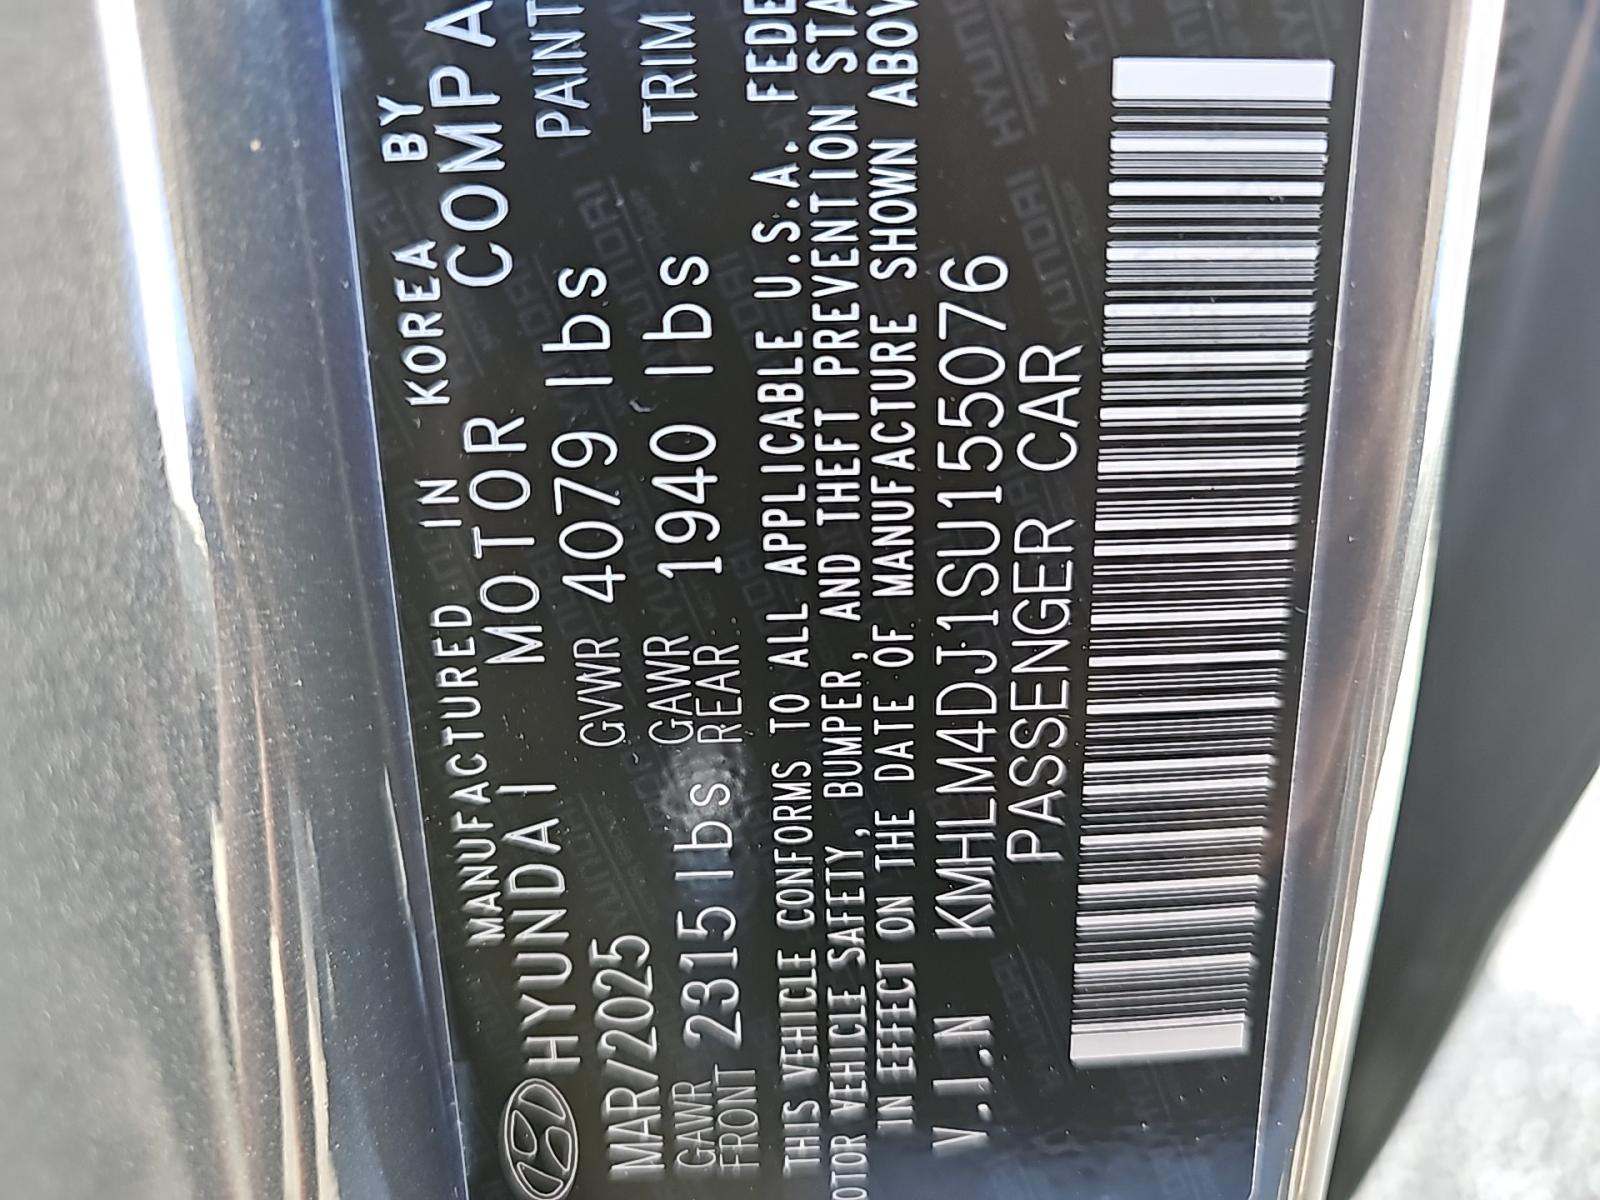 MANUFACTURED IN KOREA BY
HYUNDAI MOTOR COMPA
MAR/2025 GVWR 4079 lbs PAINT
GAWR FRONT 2315 lbs GAWR REAR 1940 lbs TRIM
THIS VEHICLE CONFORMS TO ALL APPLICABLE U.S.A. FEDE
OTOR VEHICLE SAFETY, BUMPER, AND THEFT PREVENTION STA
IN EFFECT ON THE DATE OF MANUFACTURE SHOWN ABOV
V.I.N KMHLM4DJ1SU155076
PASSENGER CAR